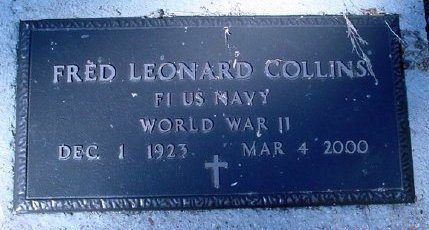 FRED LEONARD COLLINS
F1 US NAVY
WORLD WAR II
DEC 1 1923 MAR 4 2000